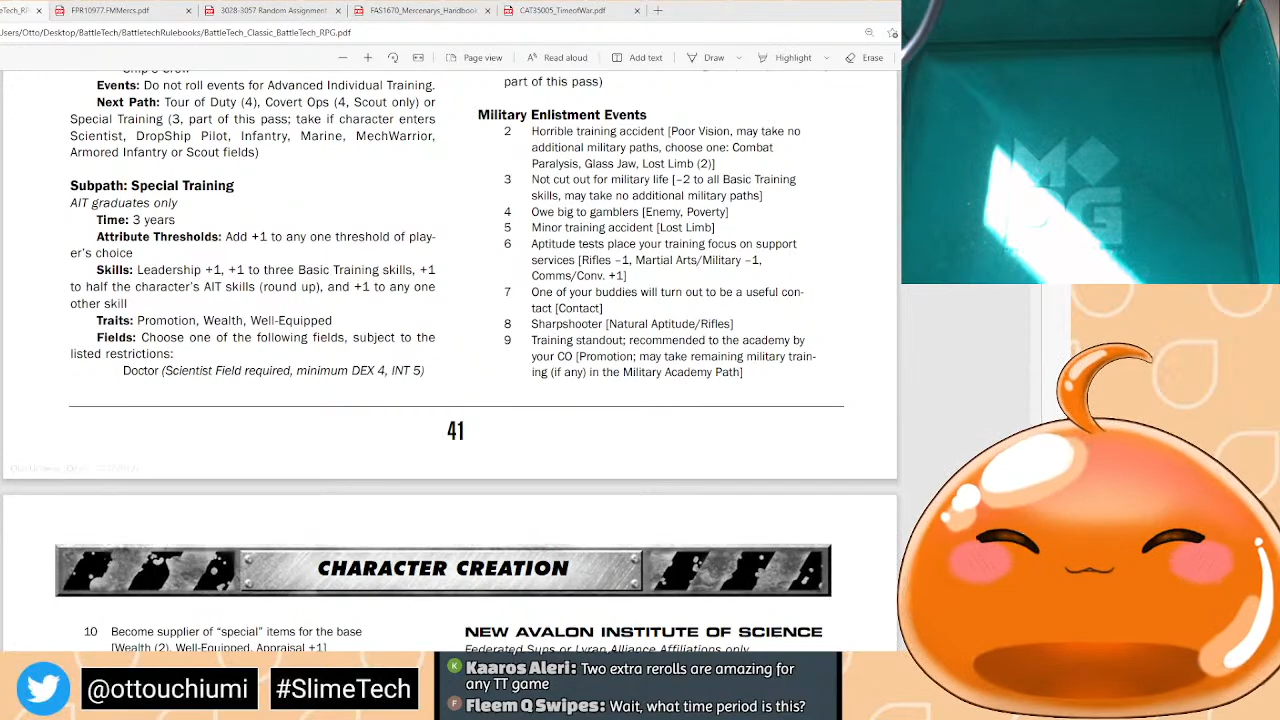 FPR10977.FMMercs.pdf
3028-3057 Random Assignment
FAS1670_Mercenarys_Handbook
CAT35005_TimeofWar.pdf
Users/Otto/Desktop/BattleTech/BattletechRulebooks/BattleTech_Classic_BattleTech_RPG.pdf
Page view
Read aloud
Add text
Draw
Highlight
Erase
Events: Do not roll events for Advanced Individual Training.
Next Path: Tour of Duty (4), Covert Ops (4, Scout only) or
Special Training (3, part of this pass; take if character enters
Scientist, DropShip Pilot, Infantry, Marine, MechWarrior,
Armored Infantry or Scout fields)
Subpath: Special Training
AIT graduates only
Time: 3 years
Attribute Thresholds: Add +1 to any one threshold of play-
er's choice
Skills: Leadership +1, +1 to three Basic Training skills, +1
to half the character's AIT skills (round up), and +1 to any one
other skill
Traits: Promotion, Wealth, Well-Equipped
Fields: Choose one of the following fields, subject to the
listed restrictions:
Doctor (Scientist Field required, minimum DEX 4, INT 5)
part of this pass)
Military Enlistment Events
2 Horrible training accident [Poor Vision, may take no
additional military paths, choose one: Combat
Paralysis, Glass Jaw, Lost Limb (2)]
3 Not cut out for military life [–2 to all Basic Training
skills, may take no additional military paths]
4 Owe big to gamblers [Enemy, Poverty]
5 Minor training accident [Lost Limb]
6 Aptitude tests place your training focus on support
services [Rifles –1, Martial Arts/Military –1,
Comms/Conv. +1]
7 One of your buddies will turn out to be a useful con-
tact [Contact]
8 Sharpshooter [Natural Aptitude/Rifles]
9 Training standout; recommended to the academy by
your CO [Promotion; may take remaining military train-
ing (if any) in the Military Academy Path]
41
CHARACTER CREATION
10 Become supplier of "special" items for the base
[Wealth (2), Well-Equipped, Appraisal +1]
NEW AVALON INSTITUTE OF SCIENCE
Federated Suns or Lyran Alliance Affiliations only
@ottouchiumi
#SlimeTech
K Kaaros Aleri: Two extra rerolls are amazing for
any TT game
F Fleem Q Swipes: Wait, what time period is this?